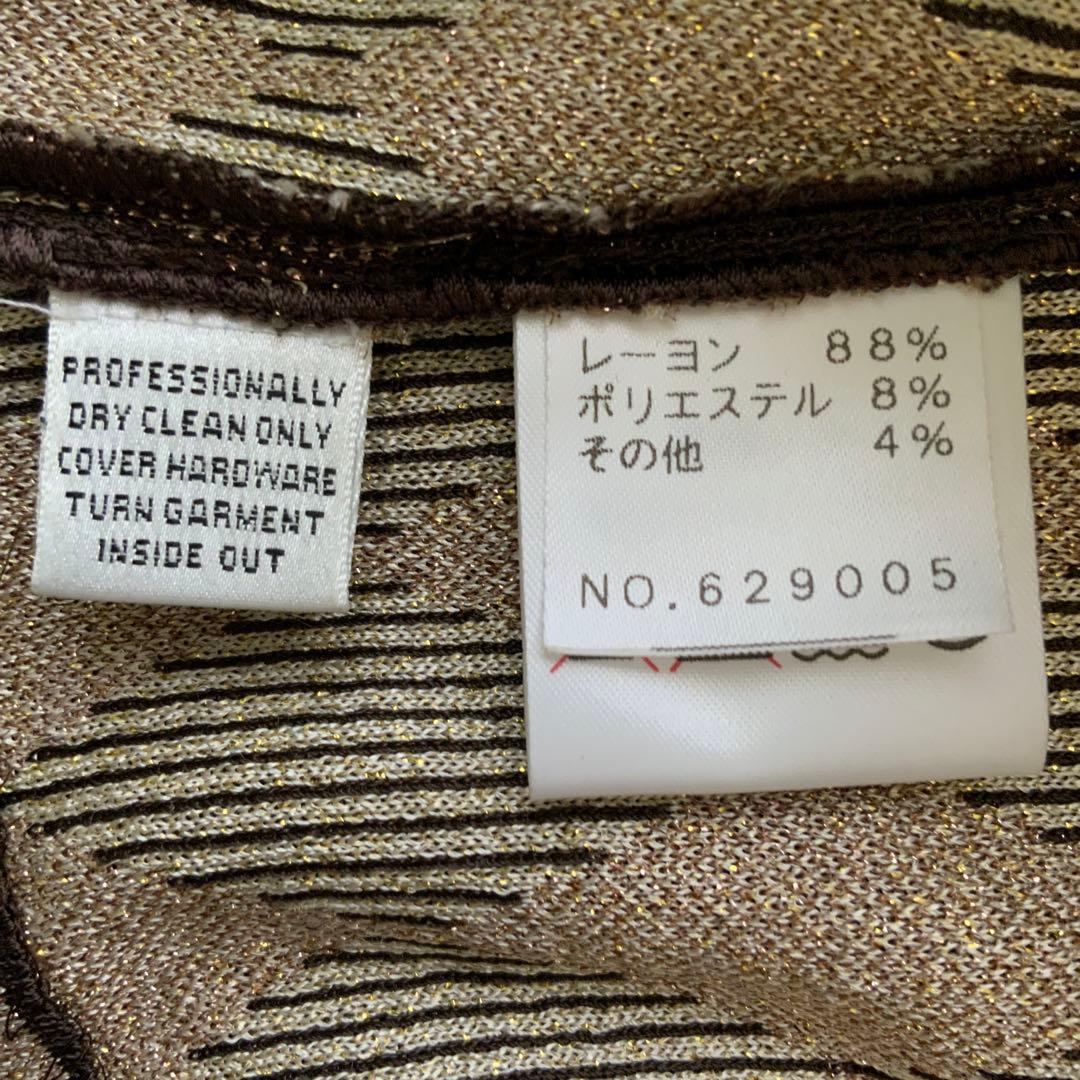 PROFESSIONALLY
DRY CLEAN ONLY
COVER HARDWARE
TURN GARMENT
INSIDE OUT
レーヨン 88%
ポリエステル 8%
その他 4%
NO.629005